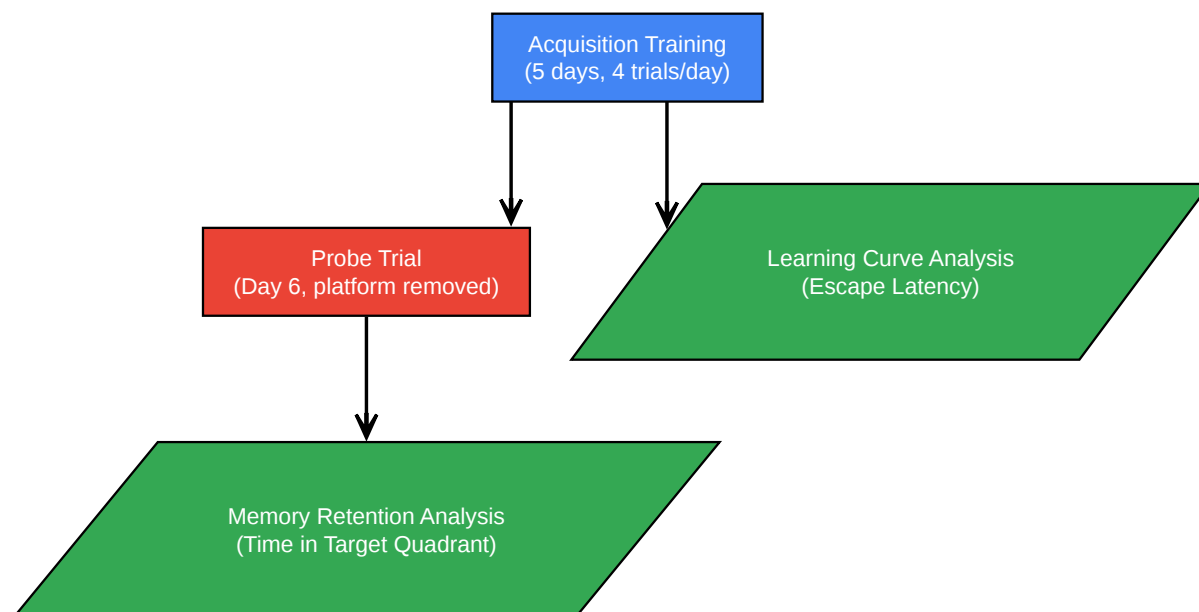 Acquisition Training
(5 days, 4 trials/day)
Probe Trial
(Day 6, platform removed)
Learning Curve Analysis
(Escape Latency)
Memory Retention Analysis
(Time in Target Quadrant)